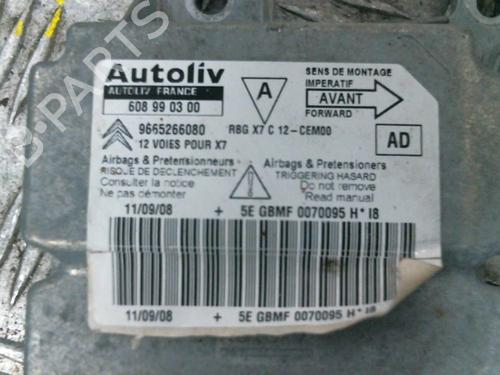 Autoliv
AUTOLIV FRANCE
608 99 03 00
A
SENS DE MONTAGE
IMPERATIF
AVANT
FORWARD
9665266080
RBG X7 C 12-CEM00
12 VOIES POUR X7
AD
Airbags & Pretensionneurs
RISQUE DE DECLENCHEMENT
Consulter la notice
Ne pas démonter
Airbags & Pretensioners
TRIGGERING HASARD
Do not remove
Read manual
11/09/08 + 5E GBMF 0070095 H* I8
11/09/08 + 5E GBMF 0070095 H* I8
B-PARTS